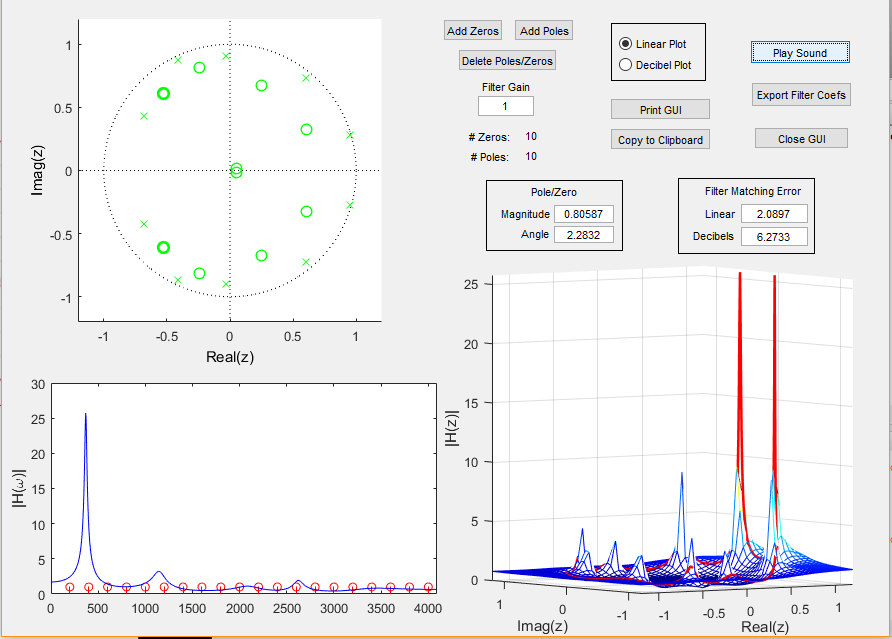 Add Zeros Add Poles
Delete Poles/Zeros
Filter Gain
1
# Zeros: 10
# Poles: 10
Linear Plot
Decibel Plot
Print GUI
Copy to Clipboard
Play Sound
Export Filter Coefs
Close GUI
Pole/Zero
Magnitude 0.80587
Angle 2.2832
Filter Matching Error
Linear 2.0897
Decibels 6.2733
1
0.5
0
-0.5
-1
Imag(z)
-1 -0.5 0 0.5 1
Real(z)
30
25
20
15
10
5
0
|H(ω)|
0 500 1000 1500 2000 2500 3000 3500 4000
25
20
15
10
5
0
|H(z)|
1 0 -1
Imag(z)
-1 -0.5 0 0.5 1
Real(z)